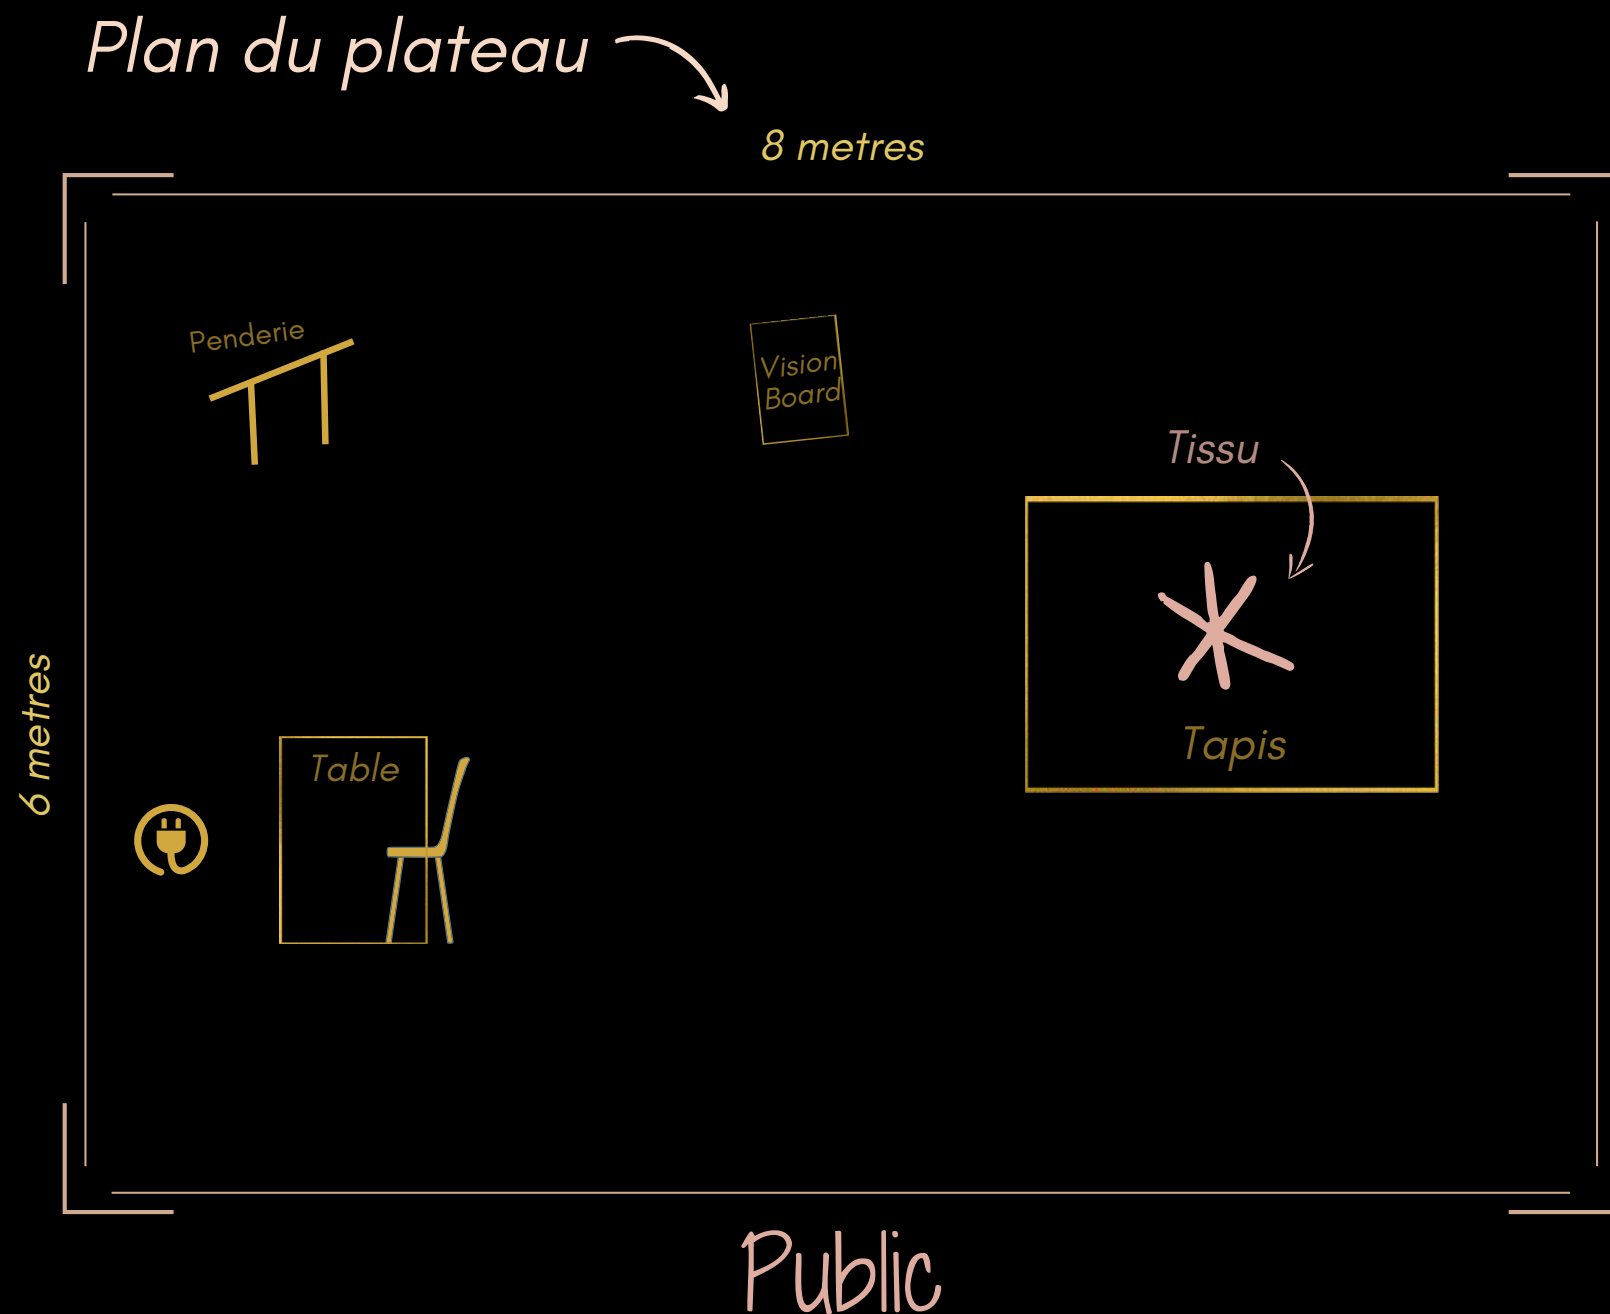 Plan du plateau
8 metres
Penderie
Vision
Board
Tissu
6 metres
Table
Tapis
Public